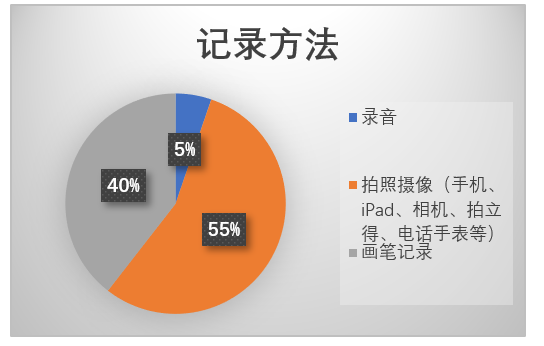 记录方法
5%
40%
55%
录音
拍照摄像（手机、
iPad、相机、拍立
得、电话手表等）
画笔记录